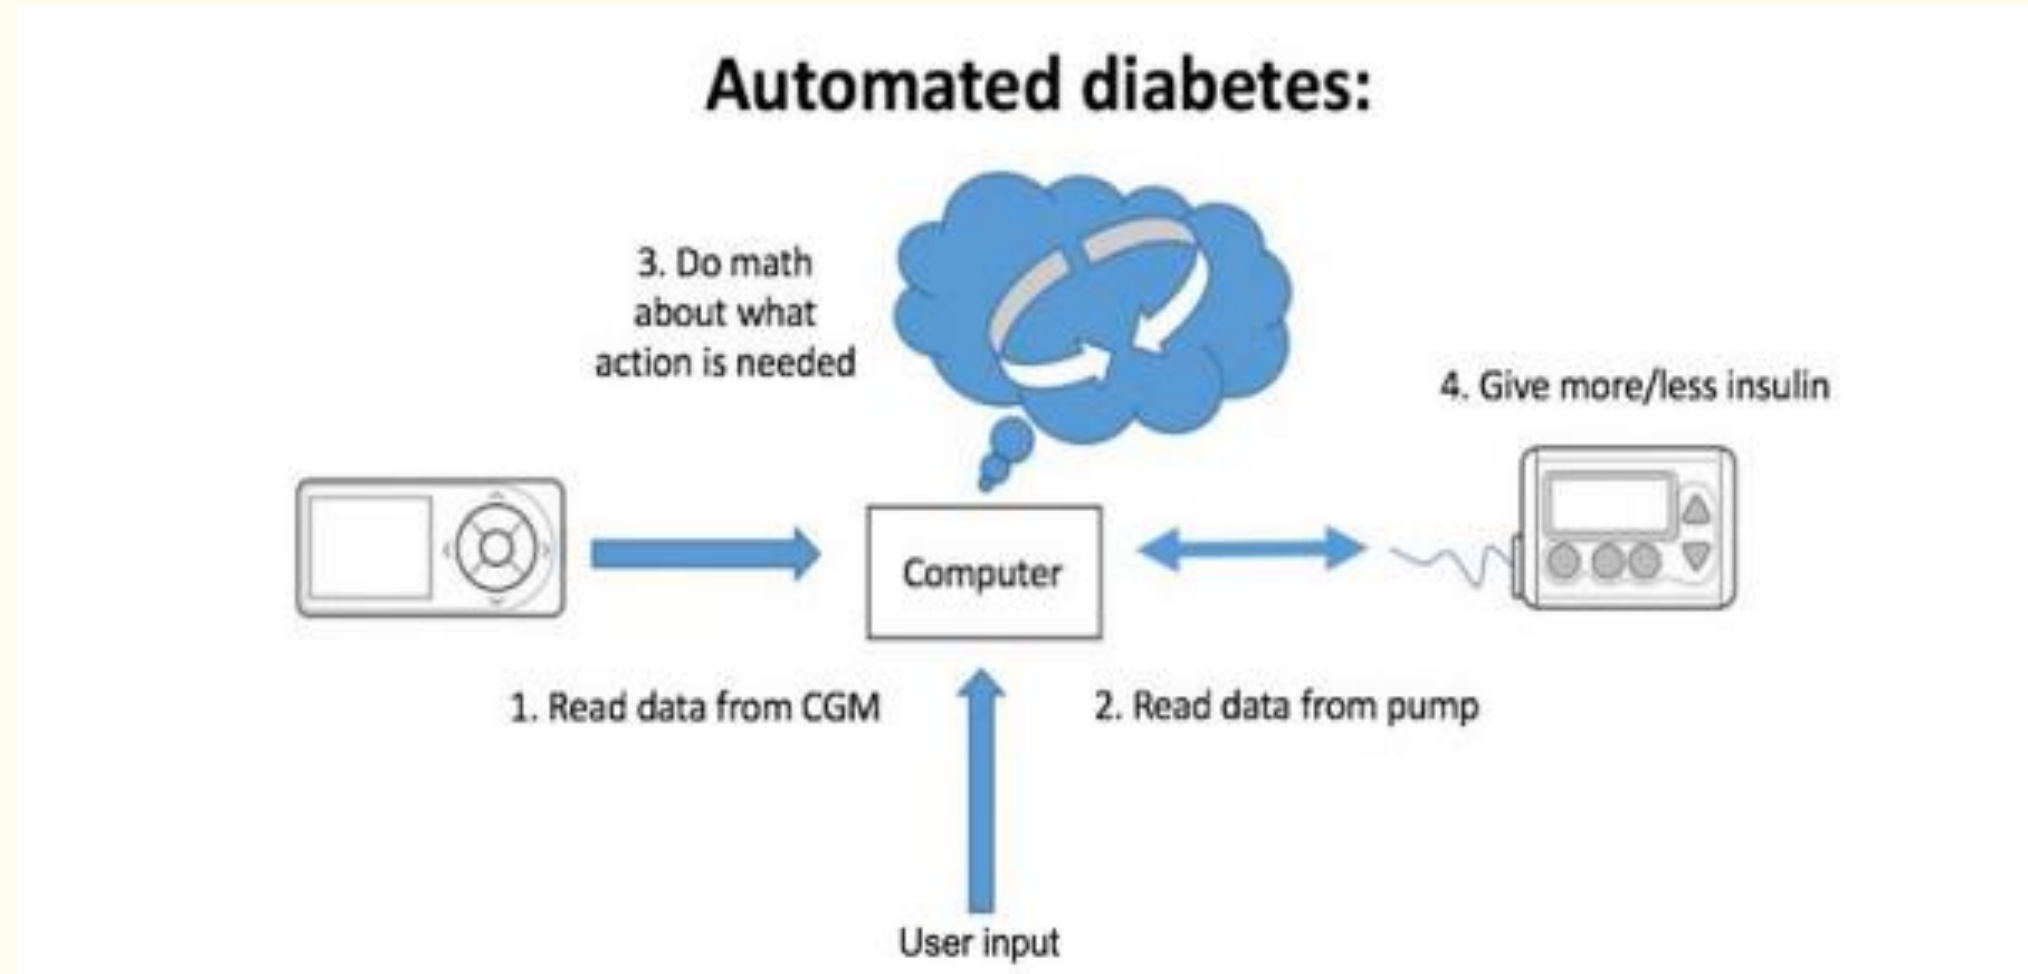 Automated diabetes:
3. Do math
about what
action is needed
4. Give more/less insulin
Computer
1. Read data from CGM
2. Read data from pump
User input